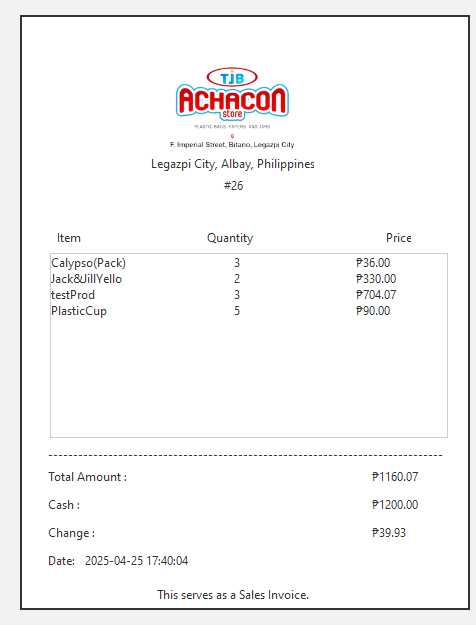 TJB
ACHACON
store
PLASTIC BAGS, PAPERS, AND JARS
F. Imperial Street, Bitano, Legazpi City
Legazpi City, Albay, Philippines
#26
Item Quantity Price
Calypso(Pack) 3 ₱36.00
Jack&JillYello 2 ₱330.00
testProd 3 ₱704.07
PlasticCup 5 ₱90.00
Total Amount : ₱1160.07
Cash : ₱1200.00
Change : ₱39.93
Date: 2025-04-25 17:40:04
This serves as a Sales Invoice.